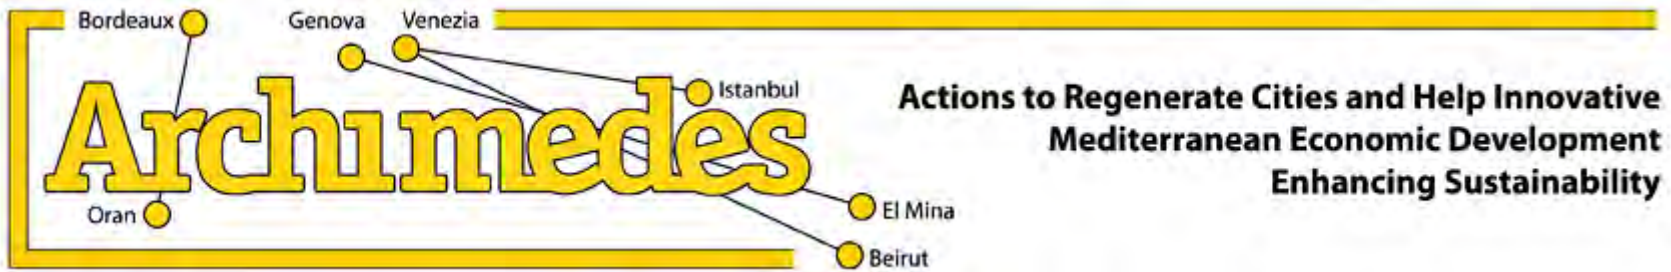 Bordeaux
Genova
Venezia
Istanbul
Archimedes
Actions to Regenerate Cities and Help Innovative
Mediterranean Economic Development
Enhancing Sustainability
Oran
El Mina
Beirut